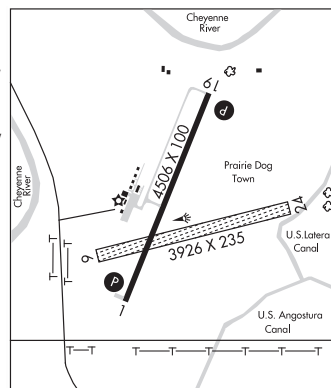 Cheyenne
River
19
P
Cheyenne
River
4506 X 100
Prairie Dog
Town
24
3926 X 235
6
U.S.Latera
Canal
P
1
U.S. Angostura
Canal